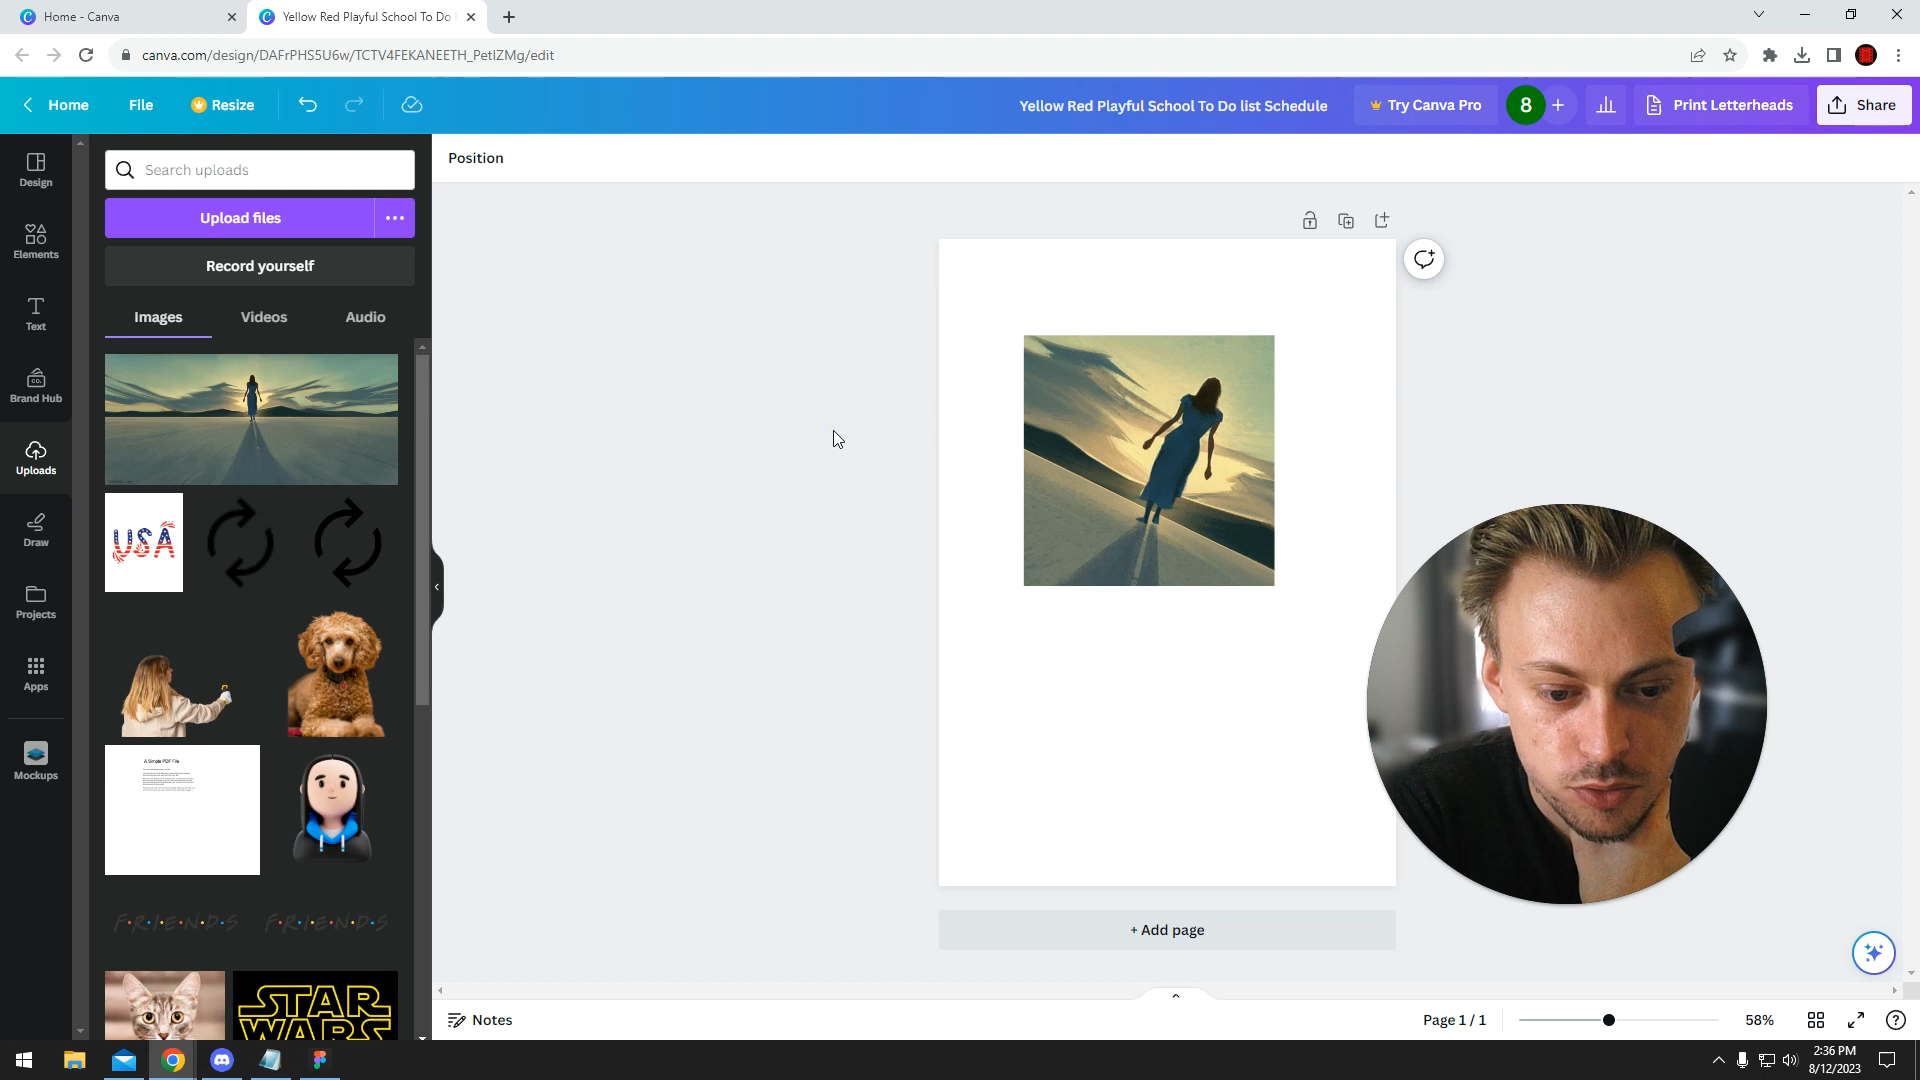 Home - Canva
Yellow Red Playful School To Do
canva.com/design/DAFrPHS5U6w/TCTV4FEKANEETH_PetlZMg/edit
Home
File
Resize
Yellow Red Playful School To Do list Schedule
Try Canva Pro
8
Print Letterheads
Share
Design
Elements
Text
Brand Hub
Uploads
Draw
Projects
Apps
Mockups
Search uploads
Upload files
Record yourself
Images
Videos
Audio
USA
A Simple PDF File
F·R·I·E·N·D·S
F·R·I·E·N·D·S
STAR
WARS
Position
+ Add page
Notes
Page 1 / 1
58%
2:36 PM
8/12/2023